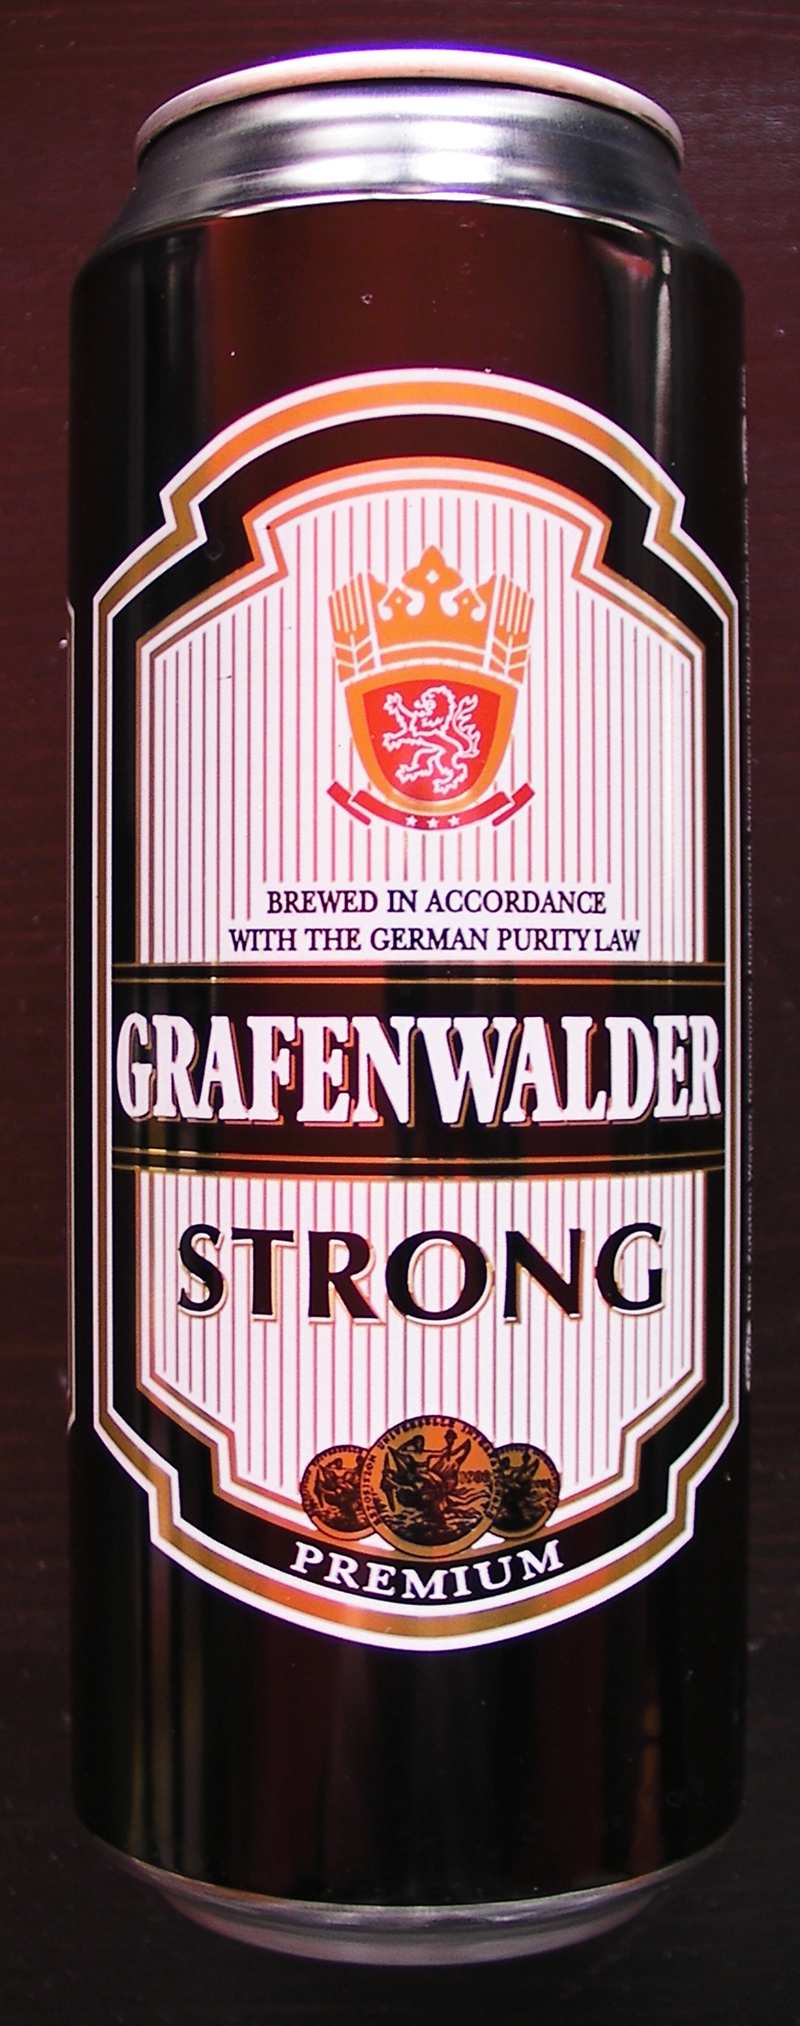 BREWED IN ACCORDANCE
WITH THE GERMAN PURITY LAW
GRAFENWALDER
STRONG
PREMIUM